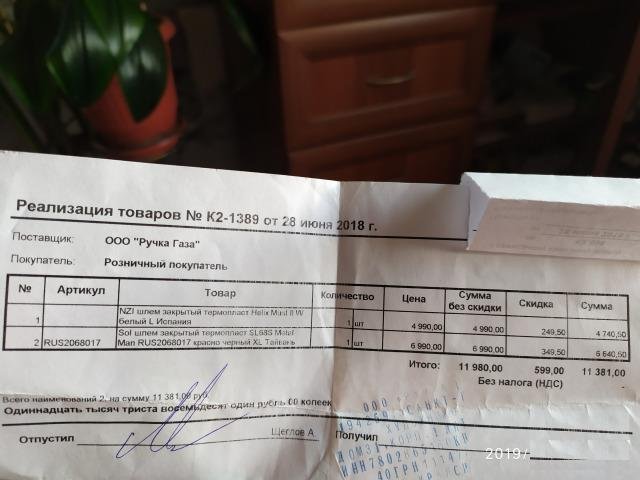 Реализация товаров № К2-1389 от 28 июня 2018 г.
Поставщик: ООО "Ручка Газа"
Покупатель: Розничный покупатель
№ Артикул Товар Количество Цена Сумма без скидки Скидка Сумма
1 NZI шлем закрытый термопласт Helix II W белый L Испания 1 шт 4 990,00 4 990,00 249,50 4 740,50
2 RUS2068017 Sol шлем закрытый термопласт SL68S Man RUS2068017 красно черный XL Тайвань 1 шт 6 990,00 6 990,00 349,50 6 640,50
Итого: 11 980,00 599,00 11 381,00
Без налога (НДС)
Всего наименований 2, на сумму 11 381,00 руб.
Одиннадцать тысяч триста восемьдесят один рубль 00 копеек
Отпустил Щеглов А. Получил
ООО
2019/